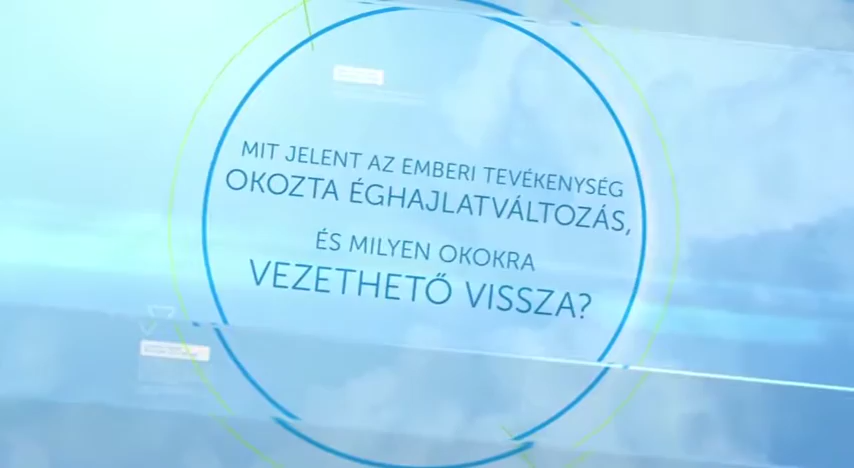 MIT JELENT AZ EMBERI TEVÉKENYSÉG
OKOZTA ÉGHAJLATVÁLTOZÁS,
ÉS MILYEN OKOKRA
VEZETHETŐ VISSZA?